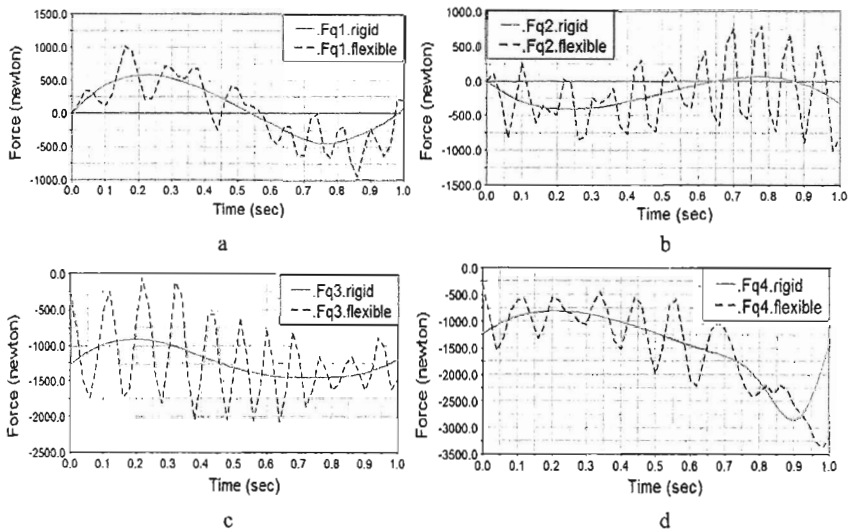 1500.0
1000.0
500.0
0.0
-500.0
-1000.0
Force (newton)
.Fq1.rigid
.Fq1.flexible
0.0 0.1 0.2 0.3 0.4 0.5 0.6 0.7 0.8 0.9 1.0
Time (sec)
a
1000.0
500.0
0.0
-500.0
-1000.0
-1500.0
Force (newton)
.Fq2.rigid
.Fq2.flexible
0.0 0.1 0.2 0.3 0.4 0.5 0.6 0.7 0.8 0.9 1.0
Time (sec)
b
0.0
-500.0
-1000.0
-1500.0
-2000.0
-2500.0
Force (newton)
.Fq3.rigid
.Fq3.flexible
0.0 0.1 0.2 0.3 0.4 0.5 0.6 0.7 0.8 0.9 1.0
Time (sec)
c
0.0
-500.0
-1000.0
-1500.0
-2000.0
-2500.0
-3000.0
-3500.0
Force (newton)
.Fq4.rigid
.Fq4.flexible
0.0 0.1 0.2 0.3 0.4 0.5 0.6 0.7 0.8 0.9 1.0
Time (sec)
d